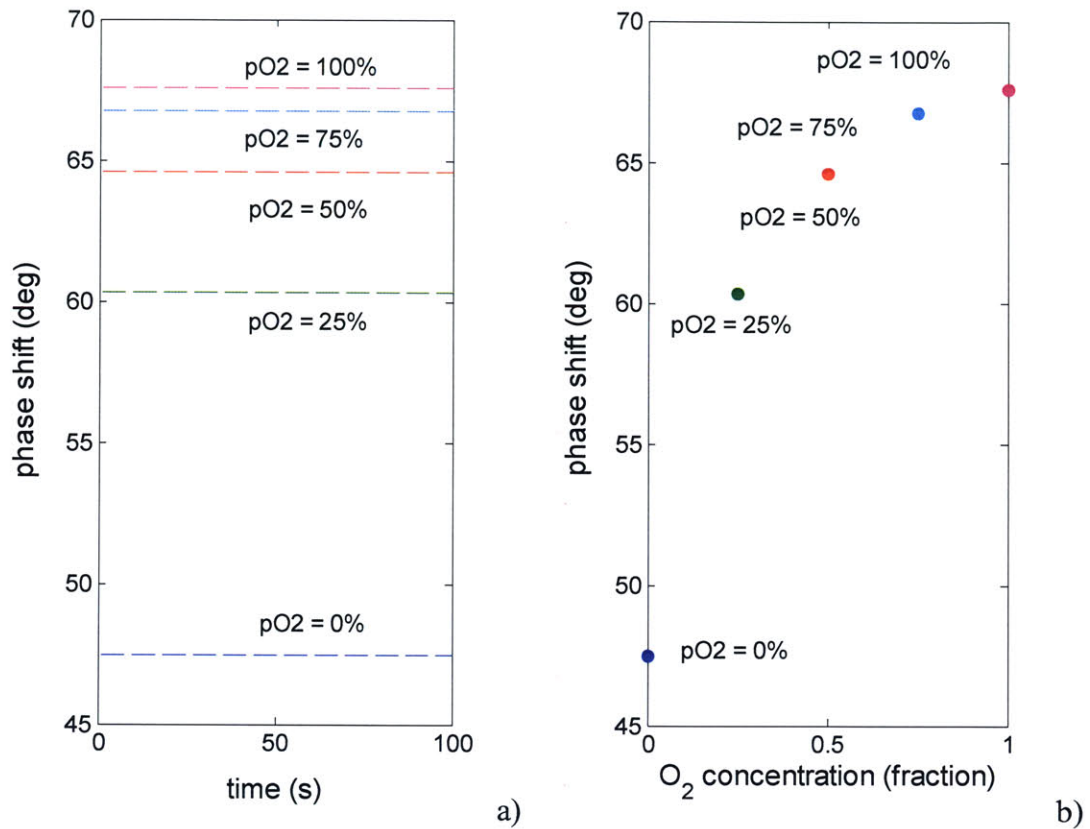 70
65
60
55
50
45
phase shift (deg)
pO2 = 100%
pO2 = 75%
pO2 = 50%
pO2 = 25%
pO2 = 0%
0
50
100
time (s)
a)
70
65
60
55
50
45
phase shift (deg)
pO2 = 100%
pO2 = 75%
pO2 = 50%
pO2 = 25%
pO2 = 0%
0
0.5
1
O₂ concentration (fraction)
b)